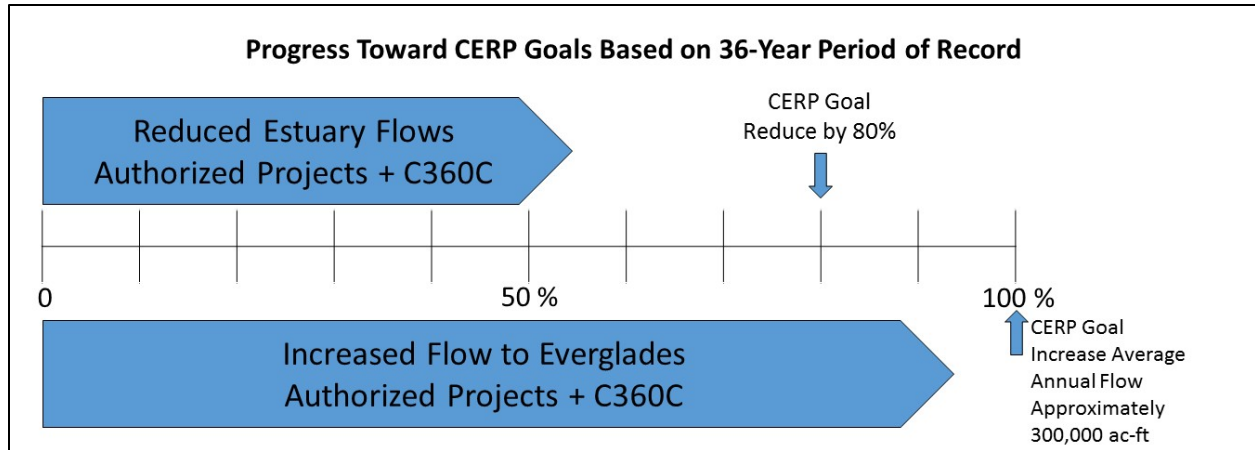 Progress Toward CERP Goals Based on 36-Year Period of Record
Reduced Estuary Flows
Authorized Projects + C360C
CERP Goal
Reduce by 80%
0
50 %
100 %
Increased Flow to Everglades
Authorized Projects + C360C
CERP Goal
Increase Average
Annual Flow
Approximately
300,000 ac-ft